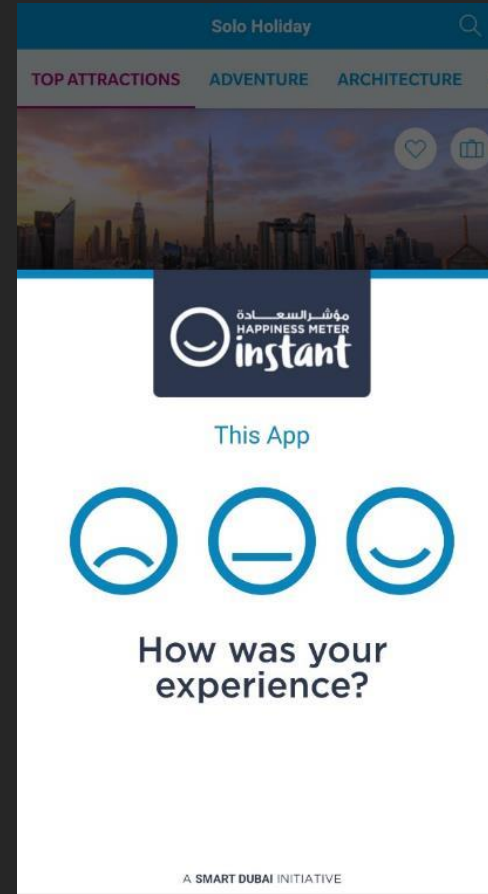 Solo Holiday
TOP ATTRACTIONS ADVENTURE ARCHITECTURE
مؤشر السعادة
HAPPINESS METER
instant
This App
How was your
experience?
A SMART DUBAI INITIATIVE